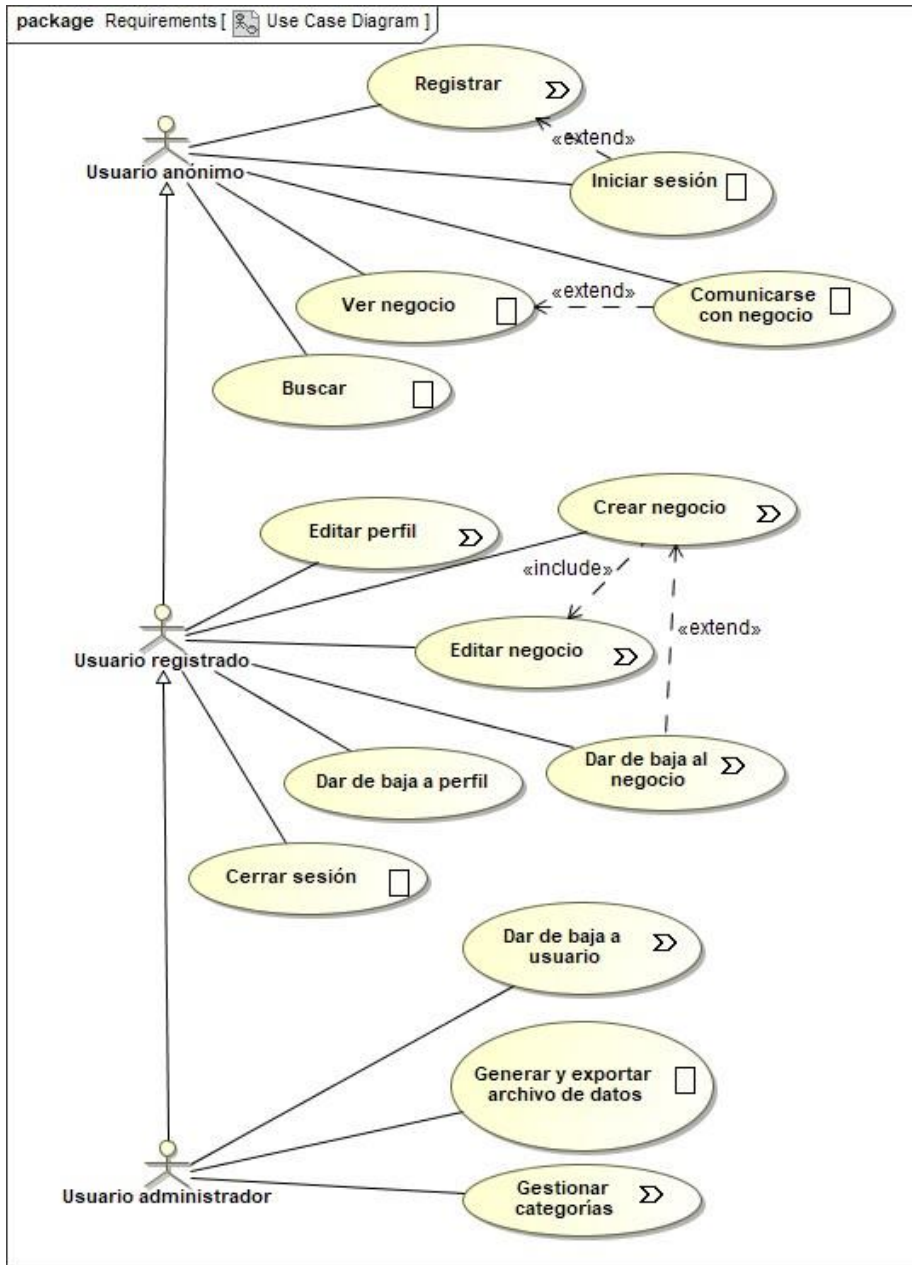 package Requirements [ Use Case Diagram ]
Registrar
«extend»
Usuario anónimo
Iniciar sesión
Ver negocio
«extend»
Comunicarse
con negocio
Buscar
Crear negocio
Editar perfil
«include»
Editar negocio
«extend»
Usuario registrado
Dar de baja al
negocio
Dar de baja a perfil
Cerrar sesión
Dar de baja a
usuario
Generar y exportar
archivo de datos
Usuario administrador
Gestionar
categorías